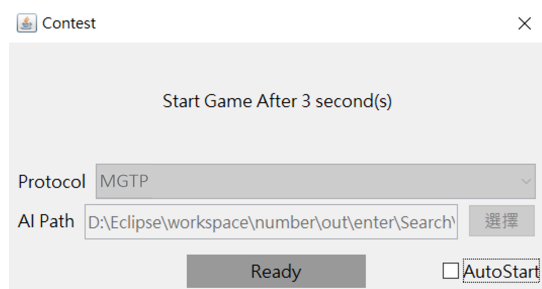 Contest
Start Game After 3 second(s)
Protocol MGTP
AI Path D:\Eclipse\workspace\number\out\enter\Search\ 選擇
Ready AutoStart